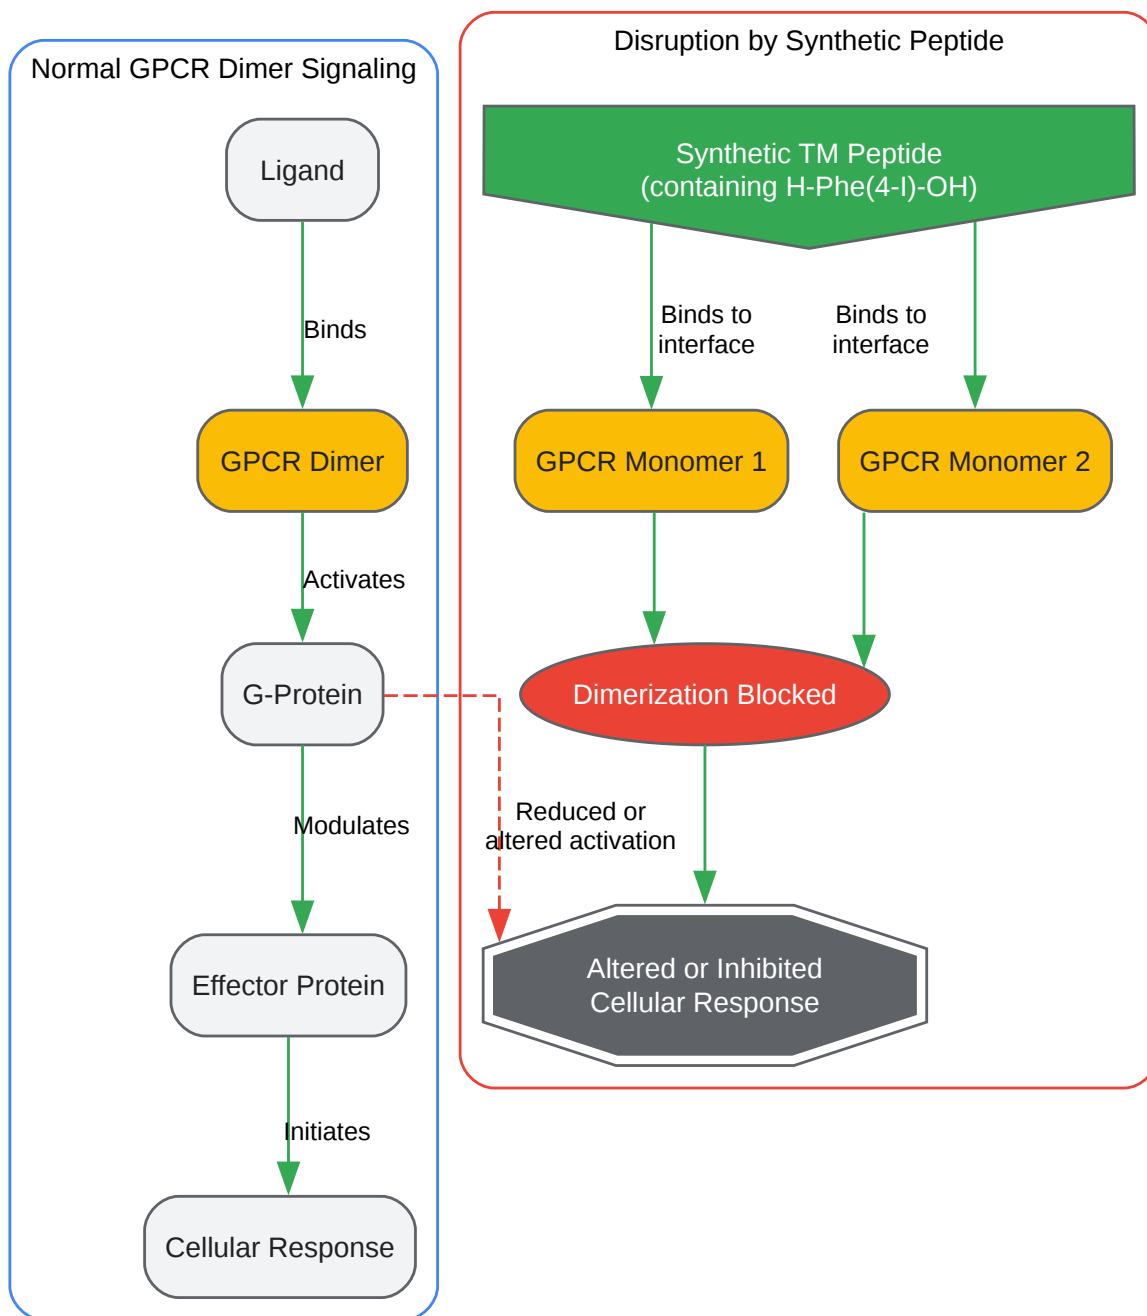 Normal GPCR Dimer Signaling
Ligand
Binds
GPCR Dimer
Activates
G-Protein
Modulates
Effector Protein
Initiates
Cellular Response
Disruption by Synthetic Peptide
Synthetic TM Peptide
(containing H-Phe(4-I)-OH)
Binds to
interface
Binds to
interface
GPCR Monomer 1
GPCR Monomer 2
Dimerization Blocked
Reduced or
altered activation
Altered or Inhibited
Cellular Response